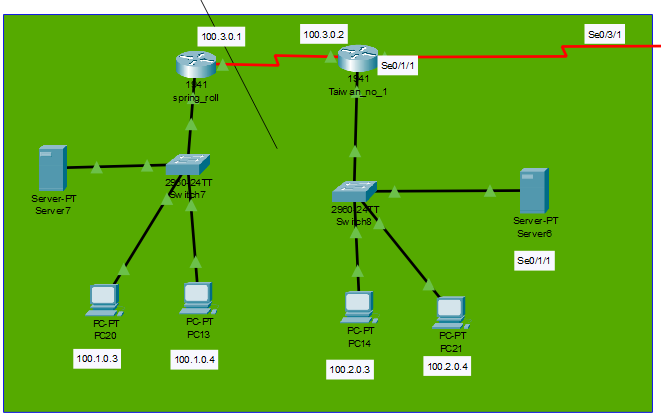 100.3.0.1
100.3.0.2
Se0/3/1
1941
spring_roll
1941
Taiwan_no_1
Se0/1/1
Server-PT
Server7
2960-24TT
Switch7
2960-24TT
Switch8
Server-PT
Server6
Se0/1/1
PC-PT
PC20
PC-PT
PC13
PC-PT
PC14
PC-PT
PC21
100.1.0.3
100.1.0.4
100.2.0.3
100.2.0.4